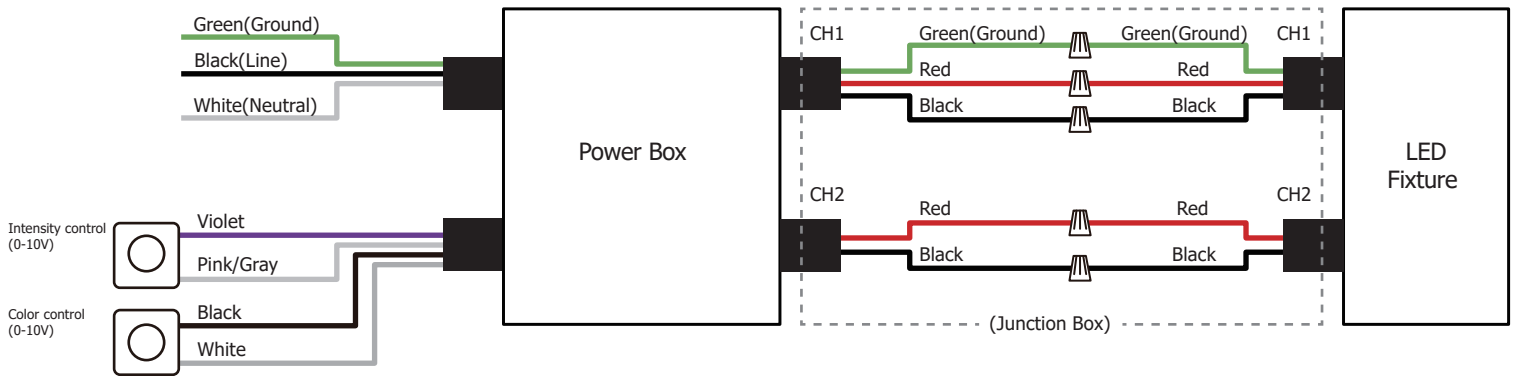 Green(Ground)
Black(Line)
White(Neutral)
Intensity control
(0-10V)
Violet
Pink/Gray
Color control
(0-10V)
Black
White
Power Box
CH1
Green(Ground)
Green(Ground)
CH1
Red
Red
Black
Black
CH2
Red
Red
CH2
Black
Black
(Junction Box)
LED
Fixture